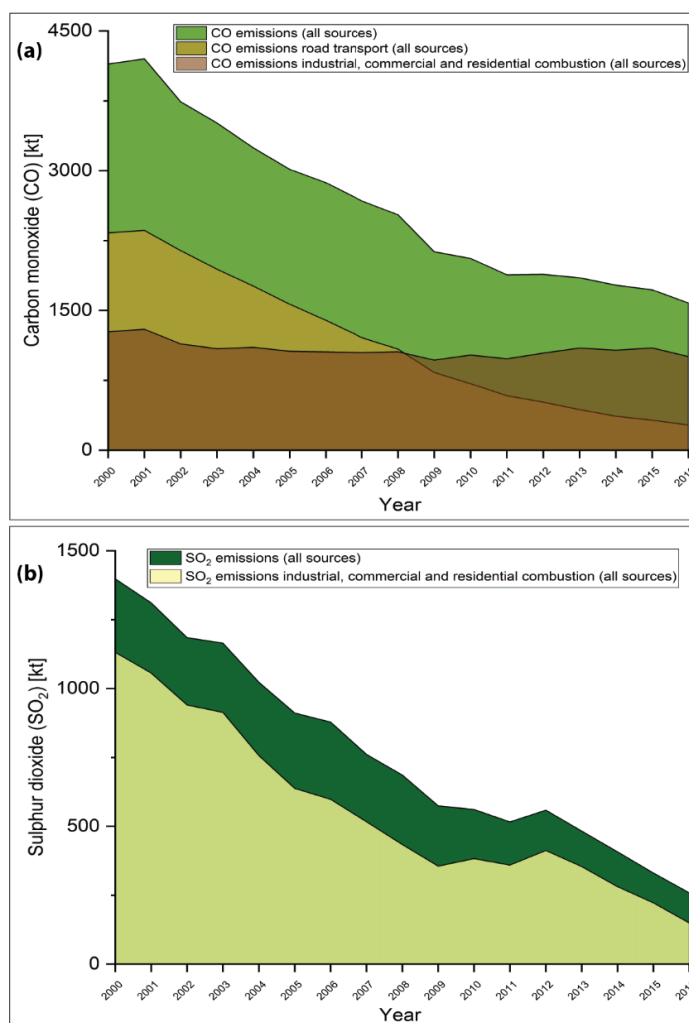 (a)
CO emissions (all sources)
CO emissions road transport (all sources)
CO emissions industrial, commercial and residential combustion (all sources)
Carbon monoxide (CO) [kt]
4500
3000
1500
0
2000 2001 2002 2003 2004 2005 2006 2007 2008 2009 2010 2011 2012 2013 2014 2015
Year
(b)
SO₂ emissions (all sources)
SO₂ emissions industrial, commercial and residential combustion (all sources)
Sulphur dioxide (SO₂) [kt]
1500
1000
500
0
2000 2001 2002 2003 2004 2005 2006 2007 2008 2009 2010 2011 2012 2013 2014 2015
Year